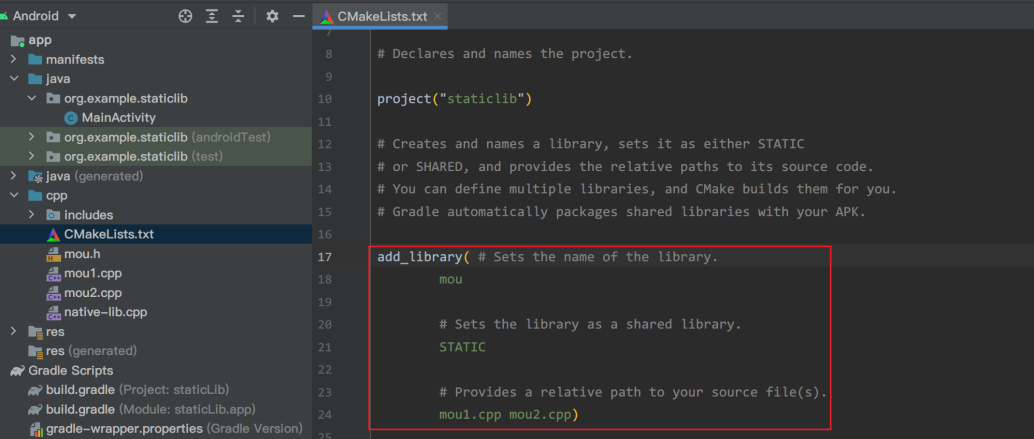 Android
app
manifests
java
org.example.staticlib
MainActivity
org.example.staticlib (androidTest)
org.example.staticlib (test)
java (generated)
cpp
includes
CMakeLists.txt
mou.h
mou1.cpp
mou2.cpp
native-lib.cpp
res
res (generated)
Gradle Scripts
build.gradle (Project: staticLib)
build.gradle (Module: staticLib.app)
gradle-wrapper.properties (Gradle Version)
CMakeLists.txt
7
8 # Declares and names the project.
9
10 project("staticlib")
11
12 # Creates and names a library, sets it as either STATIC
13 # or SHARED, and provides the relative paths to its source code.
14 # You can define multiple libraries, and CMake builds them for you.
15 # Gradle automatically packages shared libraries with your APK.
16
17 add_library( # Sets the name of the library.
18 mou
19
20 # Sets the library as a shared library.
21 STATIC
22
23 # Provides a relative path to your source file(s).
24 mou1.cpp mou2.cpp)
25